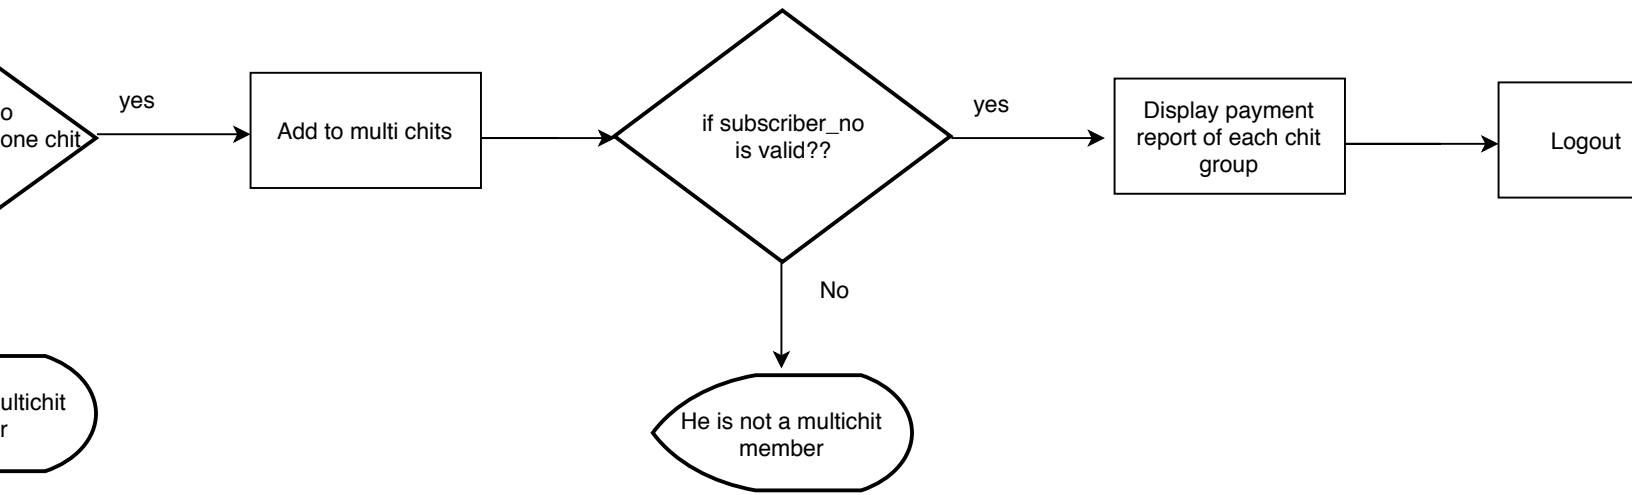 o
one chit
yes
Add to multi chits
if subscriber_no
is valid??
yes
Display payment
report of each chit
group
Logout
No
ultichit
r
He is not a multichit
member